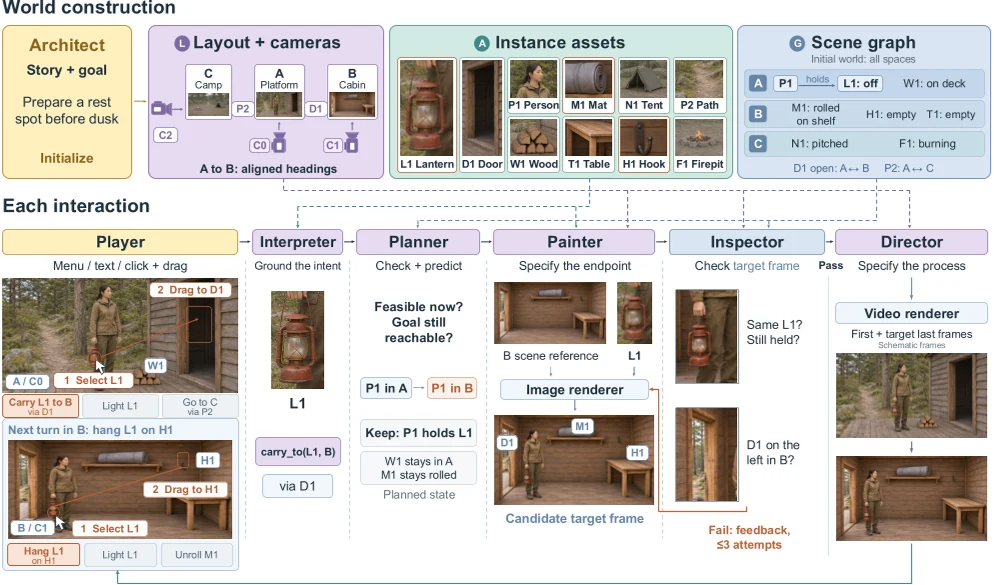 World construction
Architect
Story + goal
Prepare a rest
spot before dusk
Initialize
L Layout + cameras
C
Camp
A
Platform
B
Cabin
P2
D1
C2
C0
C1
A to B: aligned headings
A Instance assets
P1 Person
M1 Mat
N1 Tent
P2 Path
L1 Lantern
D1 Door
W1 Wood
T1 Table
H1 Hook
F1 Firepit
G Scene graph
Initial world: all spaces
A
P1
holds
L1: off
W1: on deck
B
M1: rolled
on shelf
H1: empty
T1: empty
C
N1: pitched
F1: burning
D1 open: A↔B
P2: A↔C
Each interaction
Player
Menu / text / click + drag
2 Drag to D1
W1
A / C0
1 Select L1
Carry L1 to B
via D1
Light L1
Go to C
via P2
Next turn in B: hang L1 on H1
H1
2 Drag to H1
B / C1
1 Select L1
Hang L1
on H1
Light L1
Unroll M1
Interpreter
Ground the intent
L1
carry_to(L1, B)
via D1
Planner
Check + predict
Feasible now?
Goal still
reachable?
P1 in A
P1 in B
Keep: P1 holds L1
W1 stays in A
M1 stays rolled
Planned state
Painter
Specify the endpoint
B scene reference
L1
Image renderer
D1
M1
H1
Candidate target frame
Inspector
Check target frame
Same L1?
Still held?
D1 on the
left in B?
Fail: feedback,
≤3 attempts
Pass
Director
Specify the process
Video renderer
First + target last frames
Schematic frames